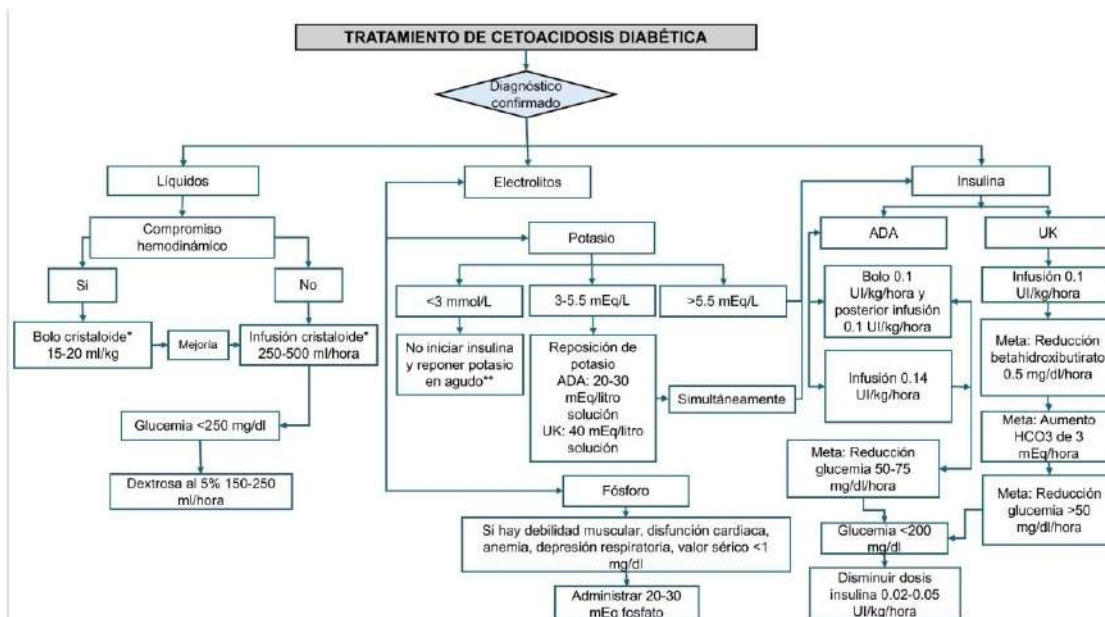 TRATAMIENTO DE CETOACIDOSIS DIABÉTICA
Diagnóstico
confirmado
Líquidos
Electrolitos
Insulina
Compromiso
hemodinámico
Potasio
ADA
UK
Sí
No
<3 mmol/L
3-5.5 mEq/L
>5.5 mEq/L
Bolo 0.1
UI/kg/hora y
posterior infusión
0.1 UI/kg/hora
Infusión 0.1
UI/kg/hora
Bolo cristaloide*
15-20 ml/kg
Mejoría
Infusión cristaloide*
250-500 ml/hora
No iniciar insulina
y reponer potasio
en agudo**
Reposición de
potasio
ADA: 20-30
mEq/litro
solución
UK: 40 mEq/litro
solución
Simultáneamente
Infusión 0.14
UI/kg/hora
Meta: Reducción
betahidroxibutirato
0.5 mg/dl/hora
Glucemia <250 mg/dl
Meta: Aumento
HCO3 de 3
mEq/hora
Dextrosa al 5% 150-250
ml/hora
Meta: Reducción
glucemia 50-75
mg/dl/hora
Meta: Reducción
glucemia >50
mg/dl/hora
Fósforo
Si hay debilidad muscular, disfunción cardiaca,
anemia, depresión respiratoria, valor sérico <1
mg/dl
Glucemia <200
mg/dl
Administrar 20-30
mEq fosfato
Disminuir dosis
insulina 0.02-0.05
UI/kg/hora